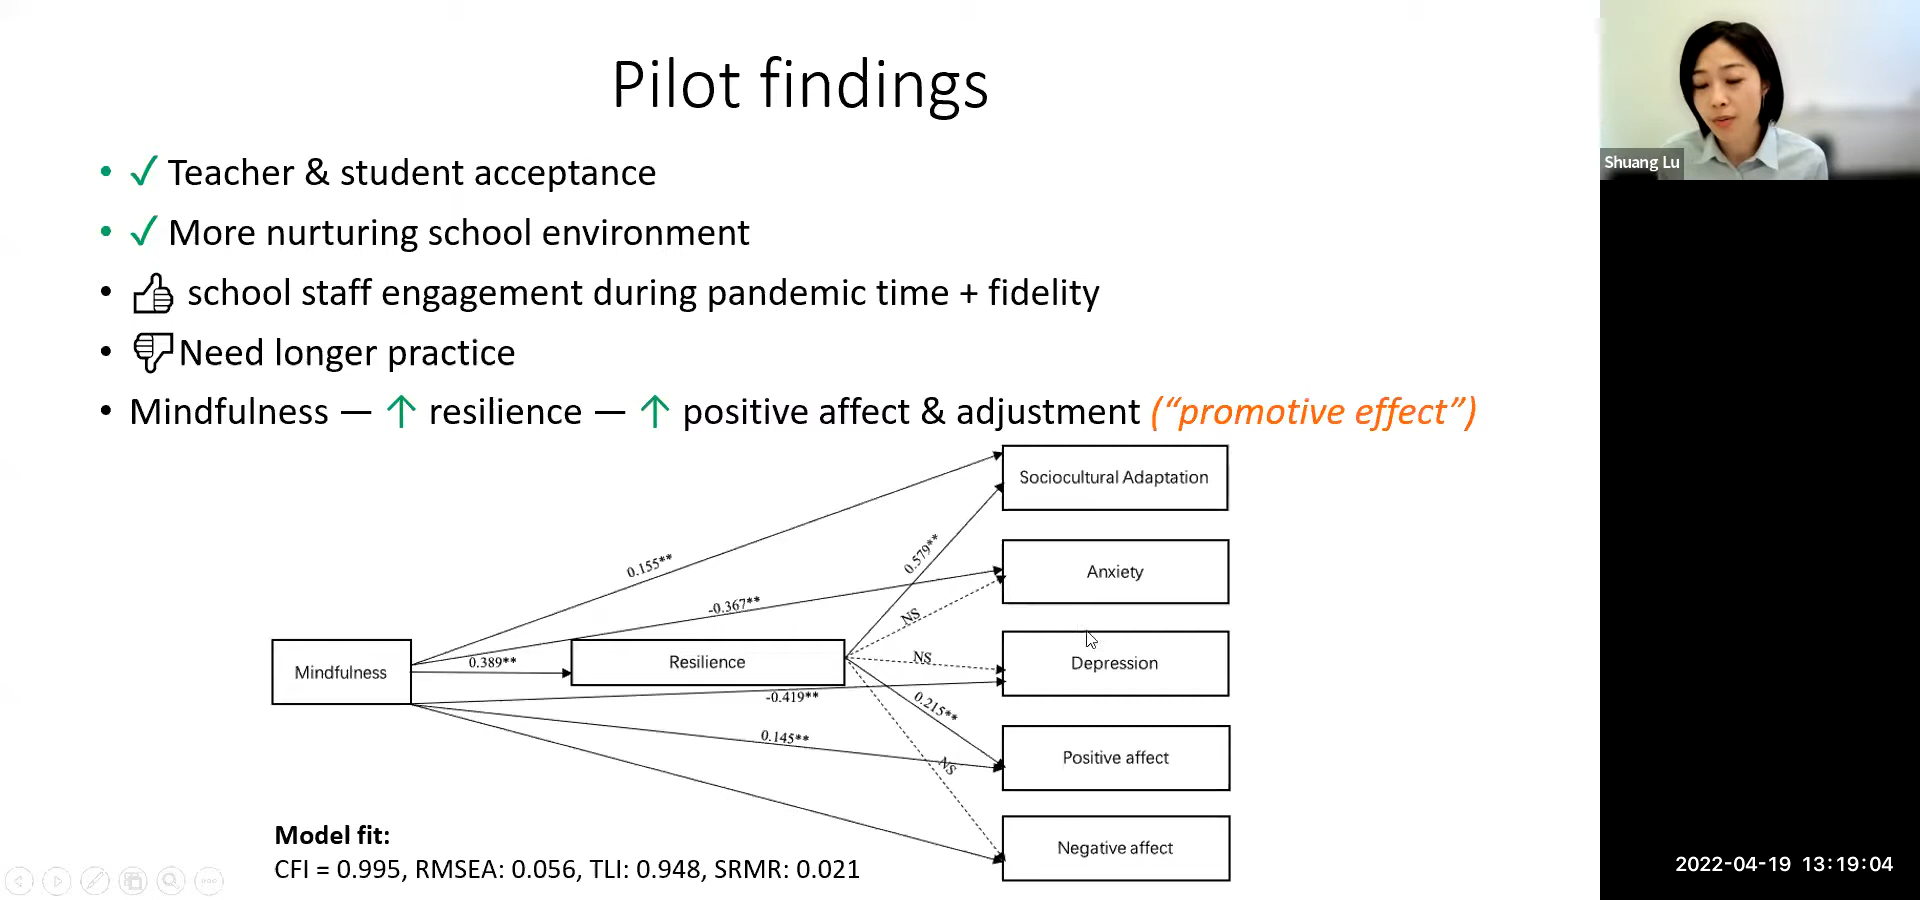 Pilot findings
• ✓ Teacher & student acceptance
• ✓ More nurturing school environment
• 👍 school staff engagement during pandemic time + fidelity
• 👎 Need longer practice
• Mindfulness — ↑ resilience — ↑ positive affect & adjustment (“promotive effect”)
Sociocultural Adaptation
0.579**
0.155**
Anxiety
-0.367**
NS
Mindfulness
0.389**
Resilience
NS
Depression
-0.419**
0.215**
0.145**
NS
Positive affect
Negative affect
Model fit:
CFI = 0.995, RMSEA: 0.056, TLI: 0.948, SRMR: 0.021
Shuang Lu
2022-04-19 13:19:04